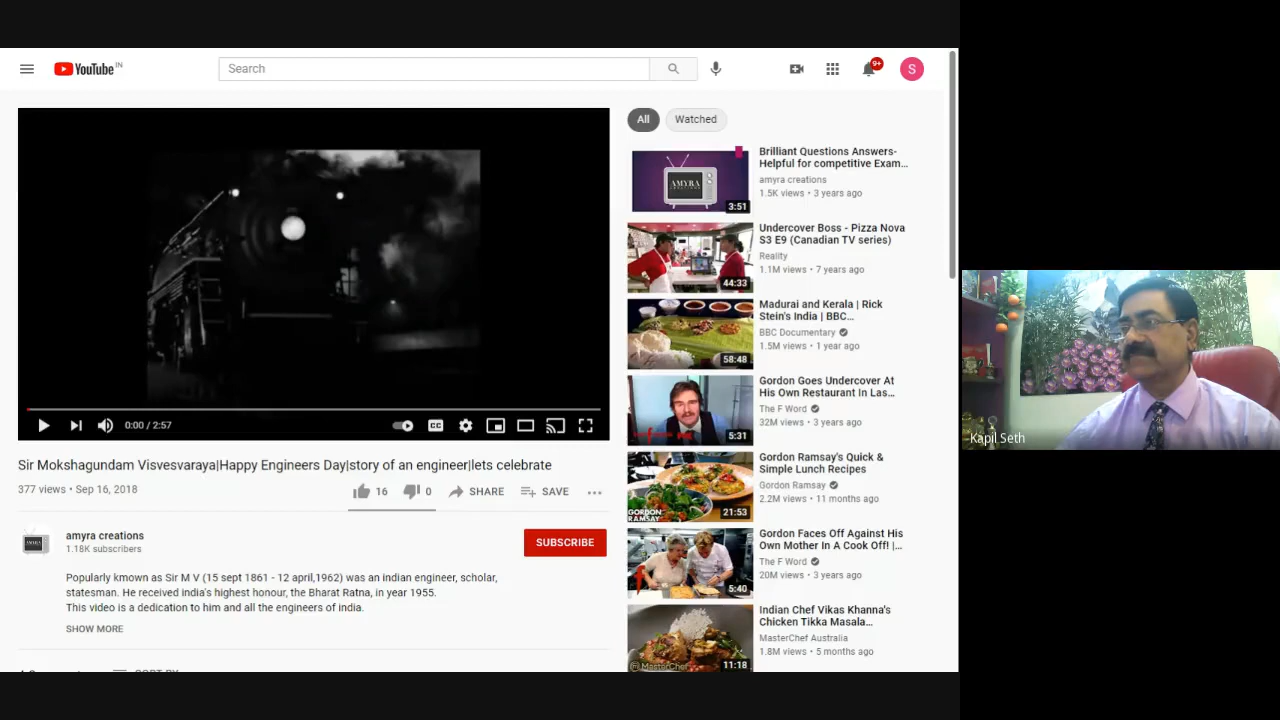 YouTube IN
Search
9+
S
All
Watched
0:00 / 2:57
CC
Sir Mokshagundam Visvesvaraya|Happy Engineers Day|story of an engineer|lets celebrate
377 views • Sep 16, 2018
16
0
SHARE
SAVE
amyra creations
1.18K subscribers
SUBSCRIBE
Popularly kmown as Sir M V (15 sept 1861 - 12 april,1962) was an indian engineer, scholar,
statesman. He received india's highest honour, the Bharat Ratna, in year 1955.
This video is a dedication to him and all the engineers of india.
SHOW MORE
SORT BY
AMYRA
3:51
Brilliant Questions Answers-
Helpful for competitive Exam...
amyra creations
1.5K views • 3 years ago
44:33
Undercover Boss - Pizza Nova
S3 E9 (Canadian TV series)
Reality
1.1M views • 7 years ago
58:48
Madurai and Kerala | Rick
Stein's India | BBC...
BBC Documentary
1.5M views • 1 year ago
5:31
Gordon Goes Undercover At
His Own Restaurant In Las...
The F Word
32M views • 3 years ago
GORDON
RAMSAY
21:53
Gordon Ramsay's Quick &
Simple Lunch Recipes
Gordon Ramsay
2.2M views • 11 months ago
5:40
Gordon Faces Off Against His
Own Mother In A Cook Off! |...
The F Word
20M views • 3 years ago
MasterChef
11:18
Indian Chef Vikas Khanna's
Chicken Tikka Masala...
MasterChef Australia
1.8M views • 5 months ago
Kapil Seth